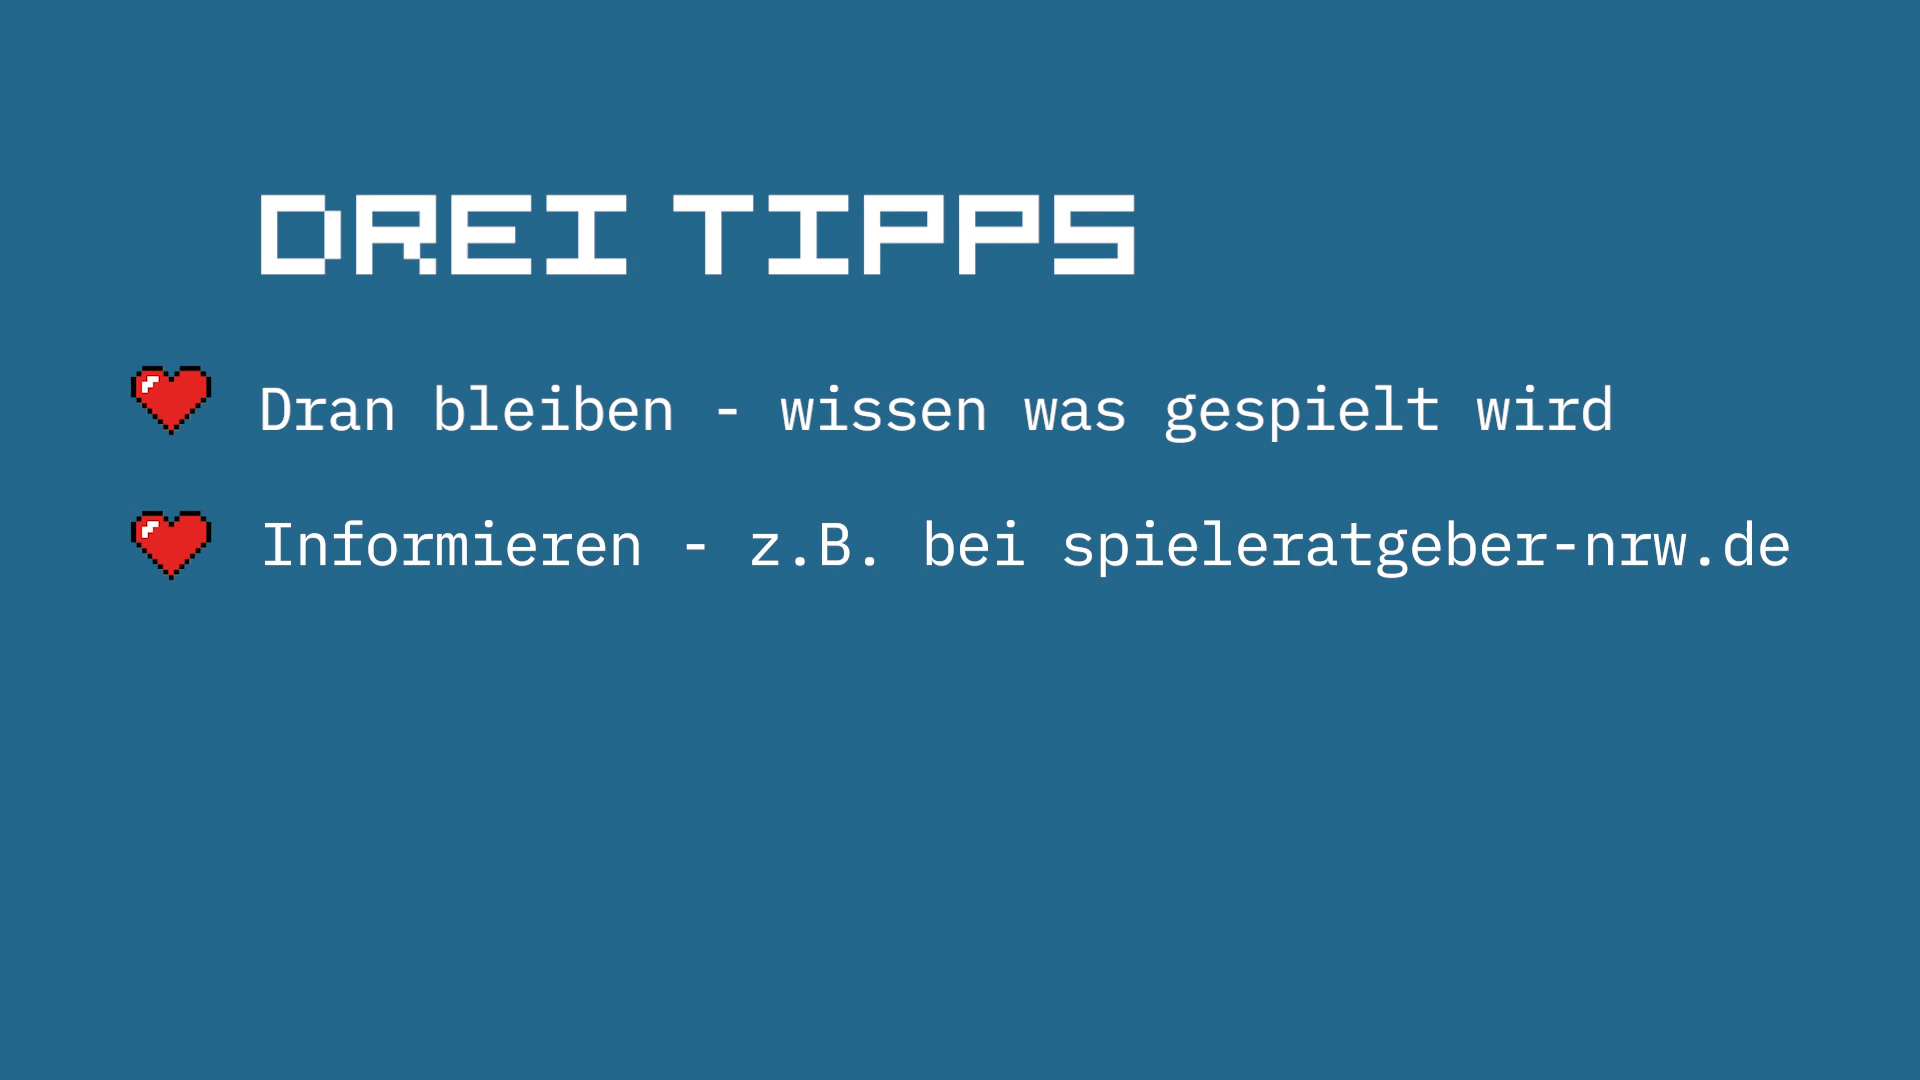 DREI TIPPS
Dran bleiben - wissen was gespielt wird
Informieren - z.B. bei spieleratgeber-nrw.de